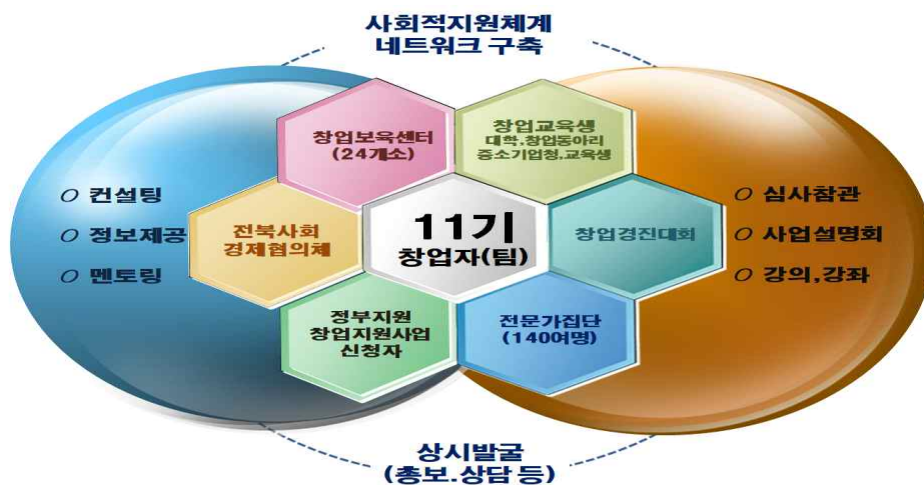 사회적지원체계
네트워크 구축
창업보육센터
(24개소)
창업교육생
대학.창업동아리
중소기업청,교육생
O 컨설팅
O 정보제공
O 멘토링
전북사회
경제협의체
11기
창업자(팀)
창업경진대회
O 심사참관
O 사업설명회
O 강의,강좌
정부지원
창업지원사업
신청자
전문가집단
(140여명)
상시발굴
(총보.상담 등)